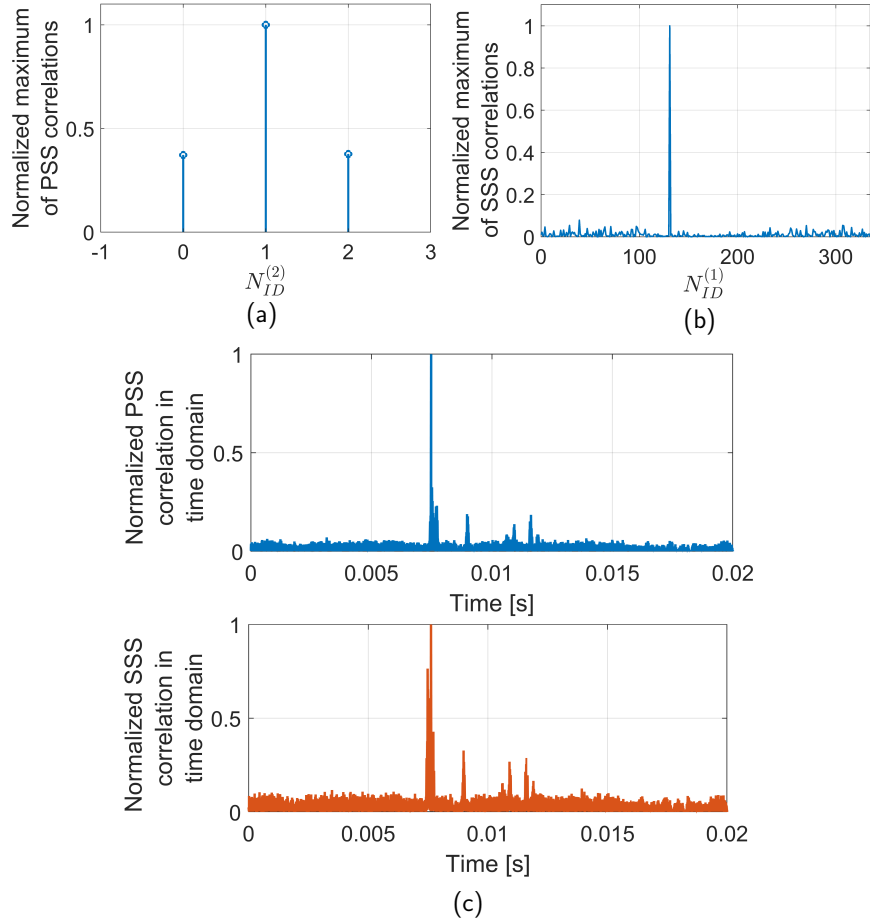 Normalized maximum
of PSS correlations
1
0.5
0
-1 0 1 2 3
N_{ID}^{(2)}
(a)
Normalized maximum
of SSS correlations
1
0.8
0.6
0.4
0.2
0
0 100 200 300
N_{ID}^{(1)}
(b)
Normalized PSS
correlation in
time domain
1
0.5
0
0 0.005 0.01 0.015 0.02
Time [s]
Normalized SSS
correlation in
time domain
1
0.5
0
0 0.005 0.01 0.015 0.02
Time [s]
(c)